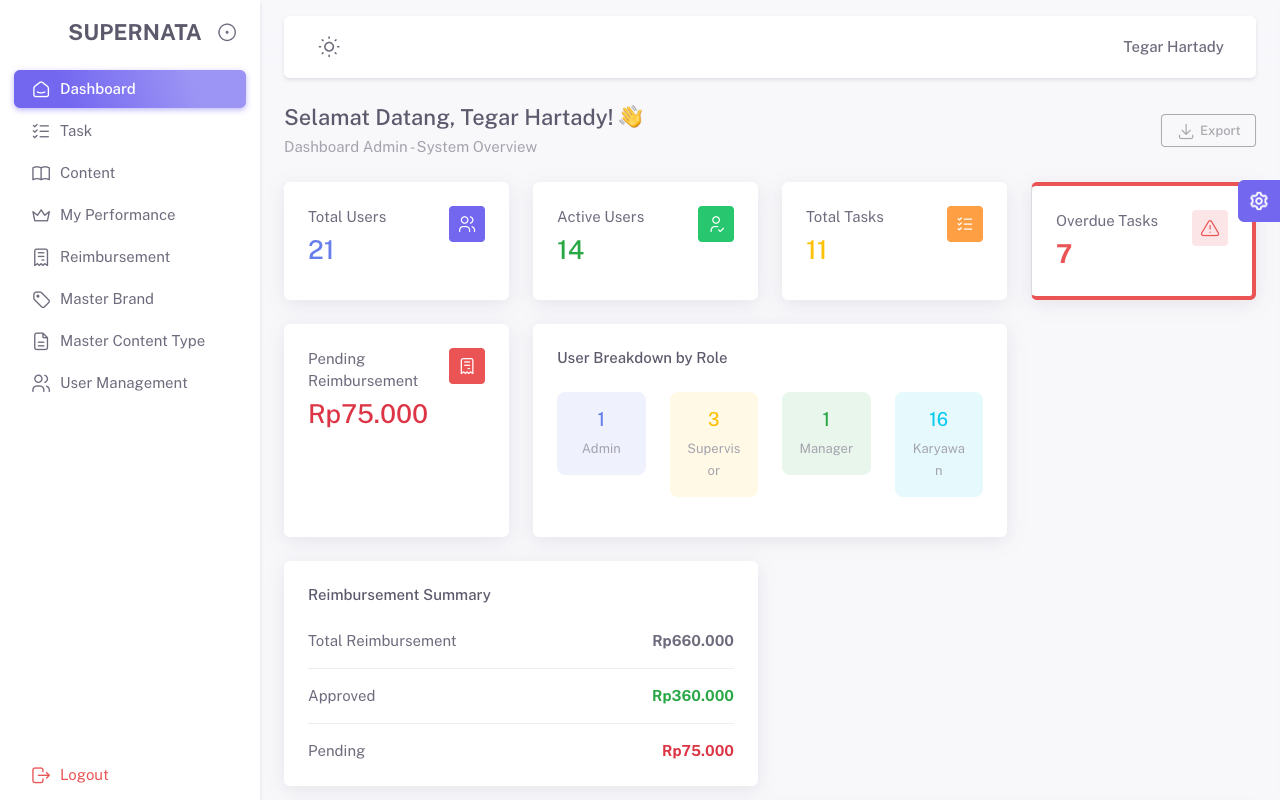 SUPERNATA
Dashboard
Task
Content
My Performance
Reimbursement
Master Brand
Master Content Type
User Management
Logout
Tegar Hartady
Selamat Datang, Tegar Hartady! 👋
Dashboard Admin - System Overview
Export
Total Users
21
Active Users
14
Total Tasks
11
Overdue Tasks
7
Pending
Reimbursement
Rp75.000
User Breakdown by Role
1
Admin
3
Supervis
or
1
Manager
16
Karyawa
n
Reimbursement Summary
Total Reimbursement Rp660.000
Approved Rp360.000
Pending Rp75.000